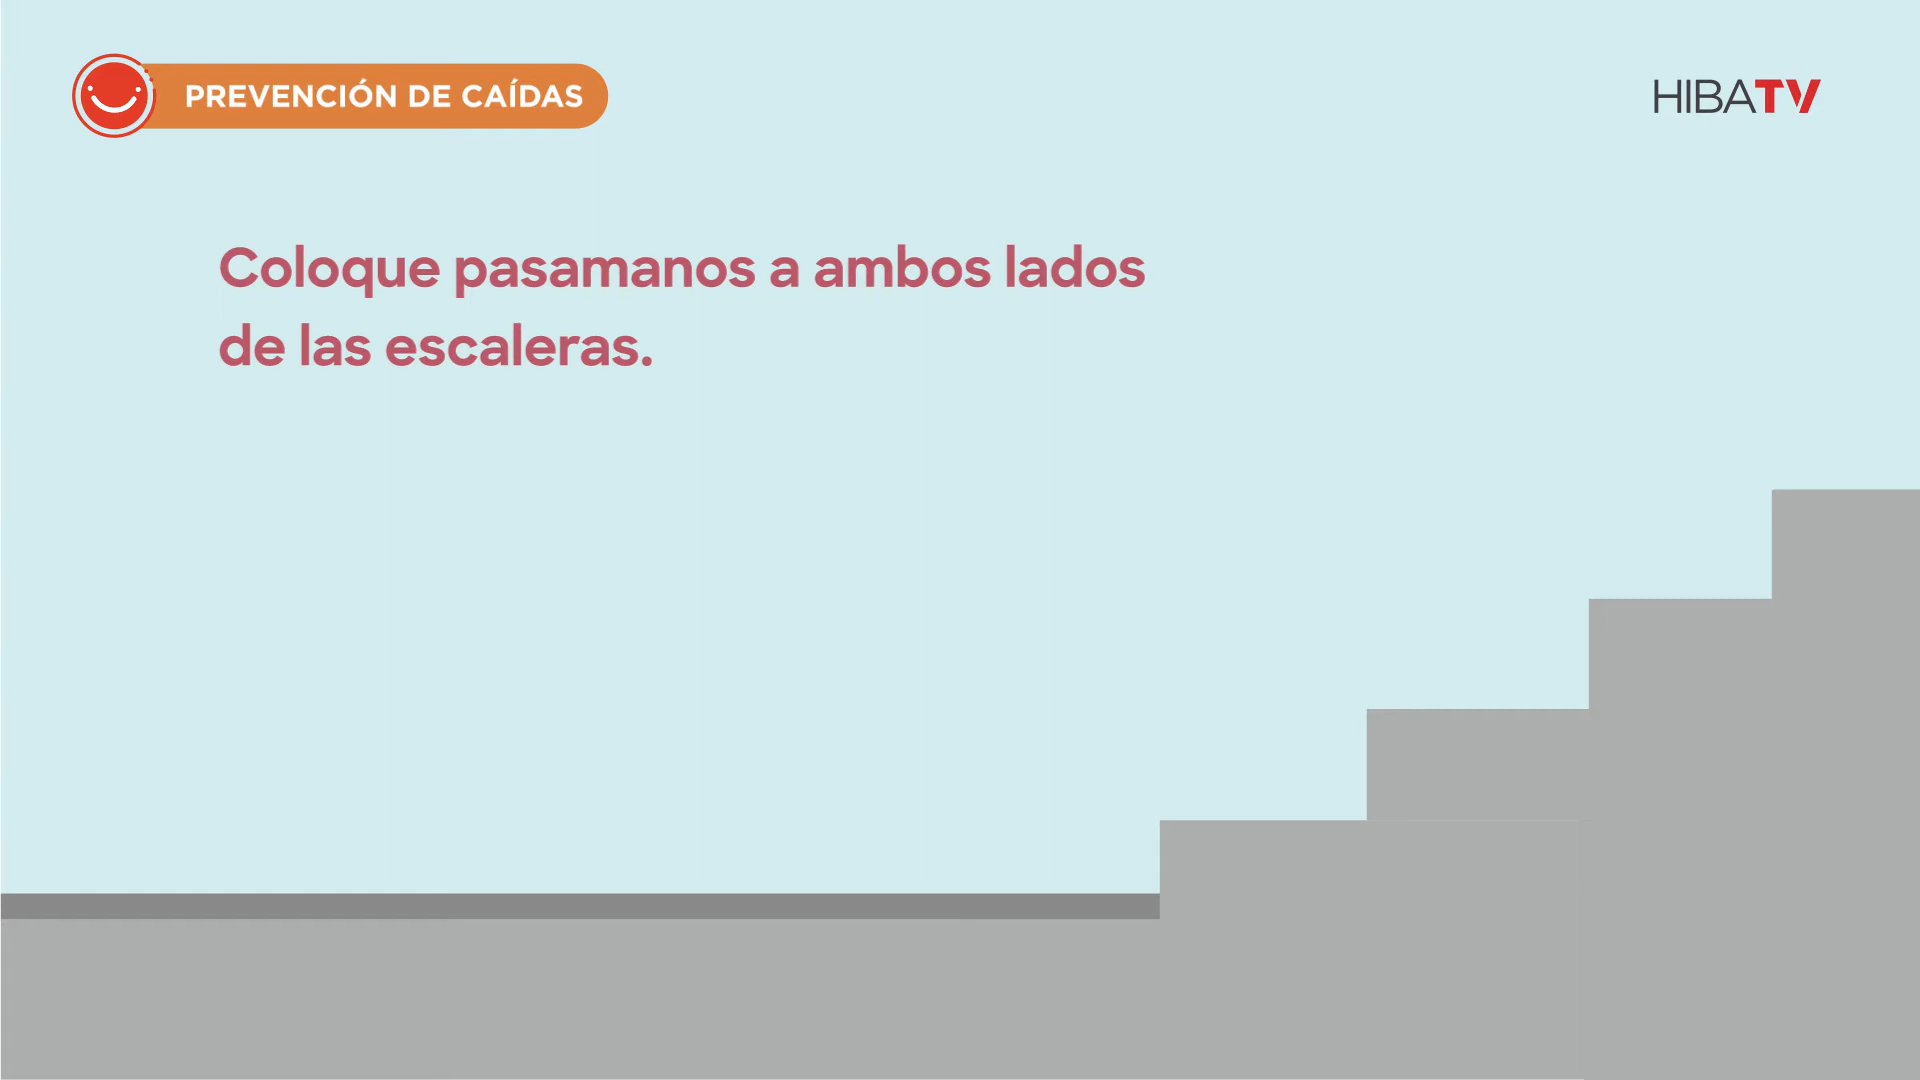 PREVENCIÓN DE CAÍDAS
HIBATV
Coloque pasamanos a ambos lados
de las escaleras.